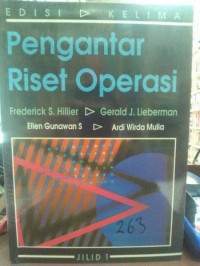 EDISI ▷ KELIMA
Pengantar
Riset Operasi
Frederick S. Hillier ▷ Gerald J. Lieberman
Ellen Gunawan S ▷ Ardi Wirda Mulia
263
JILID 1